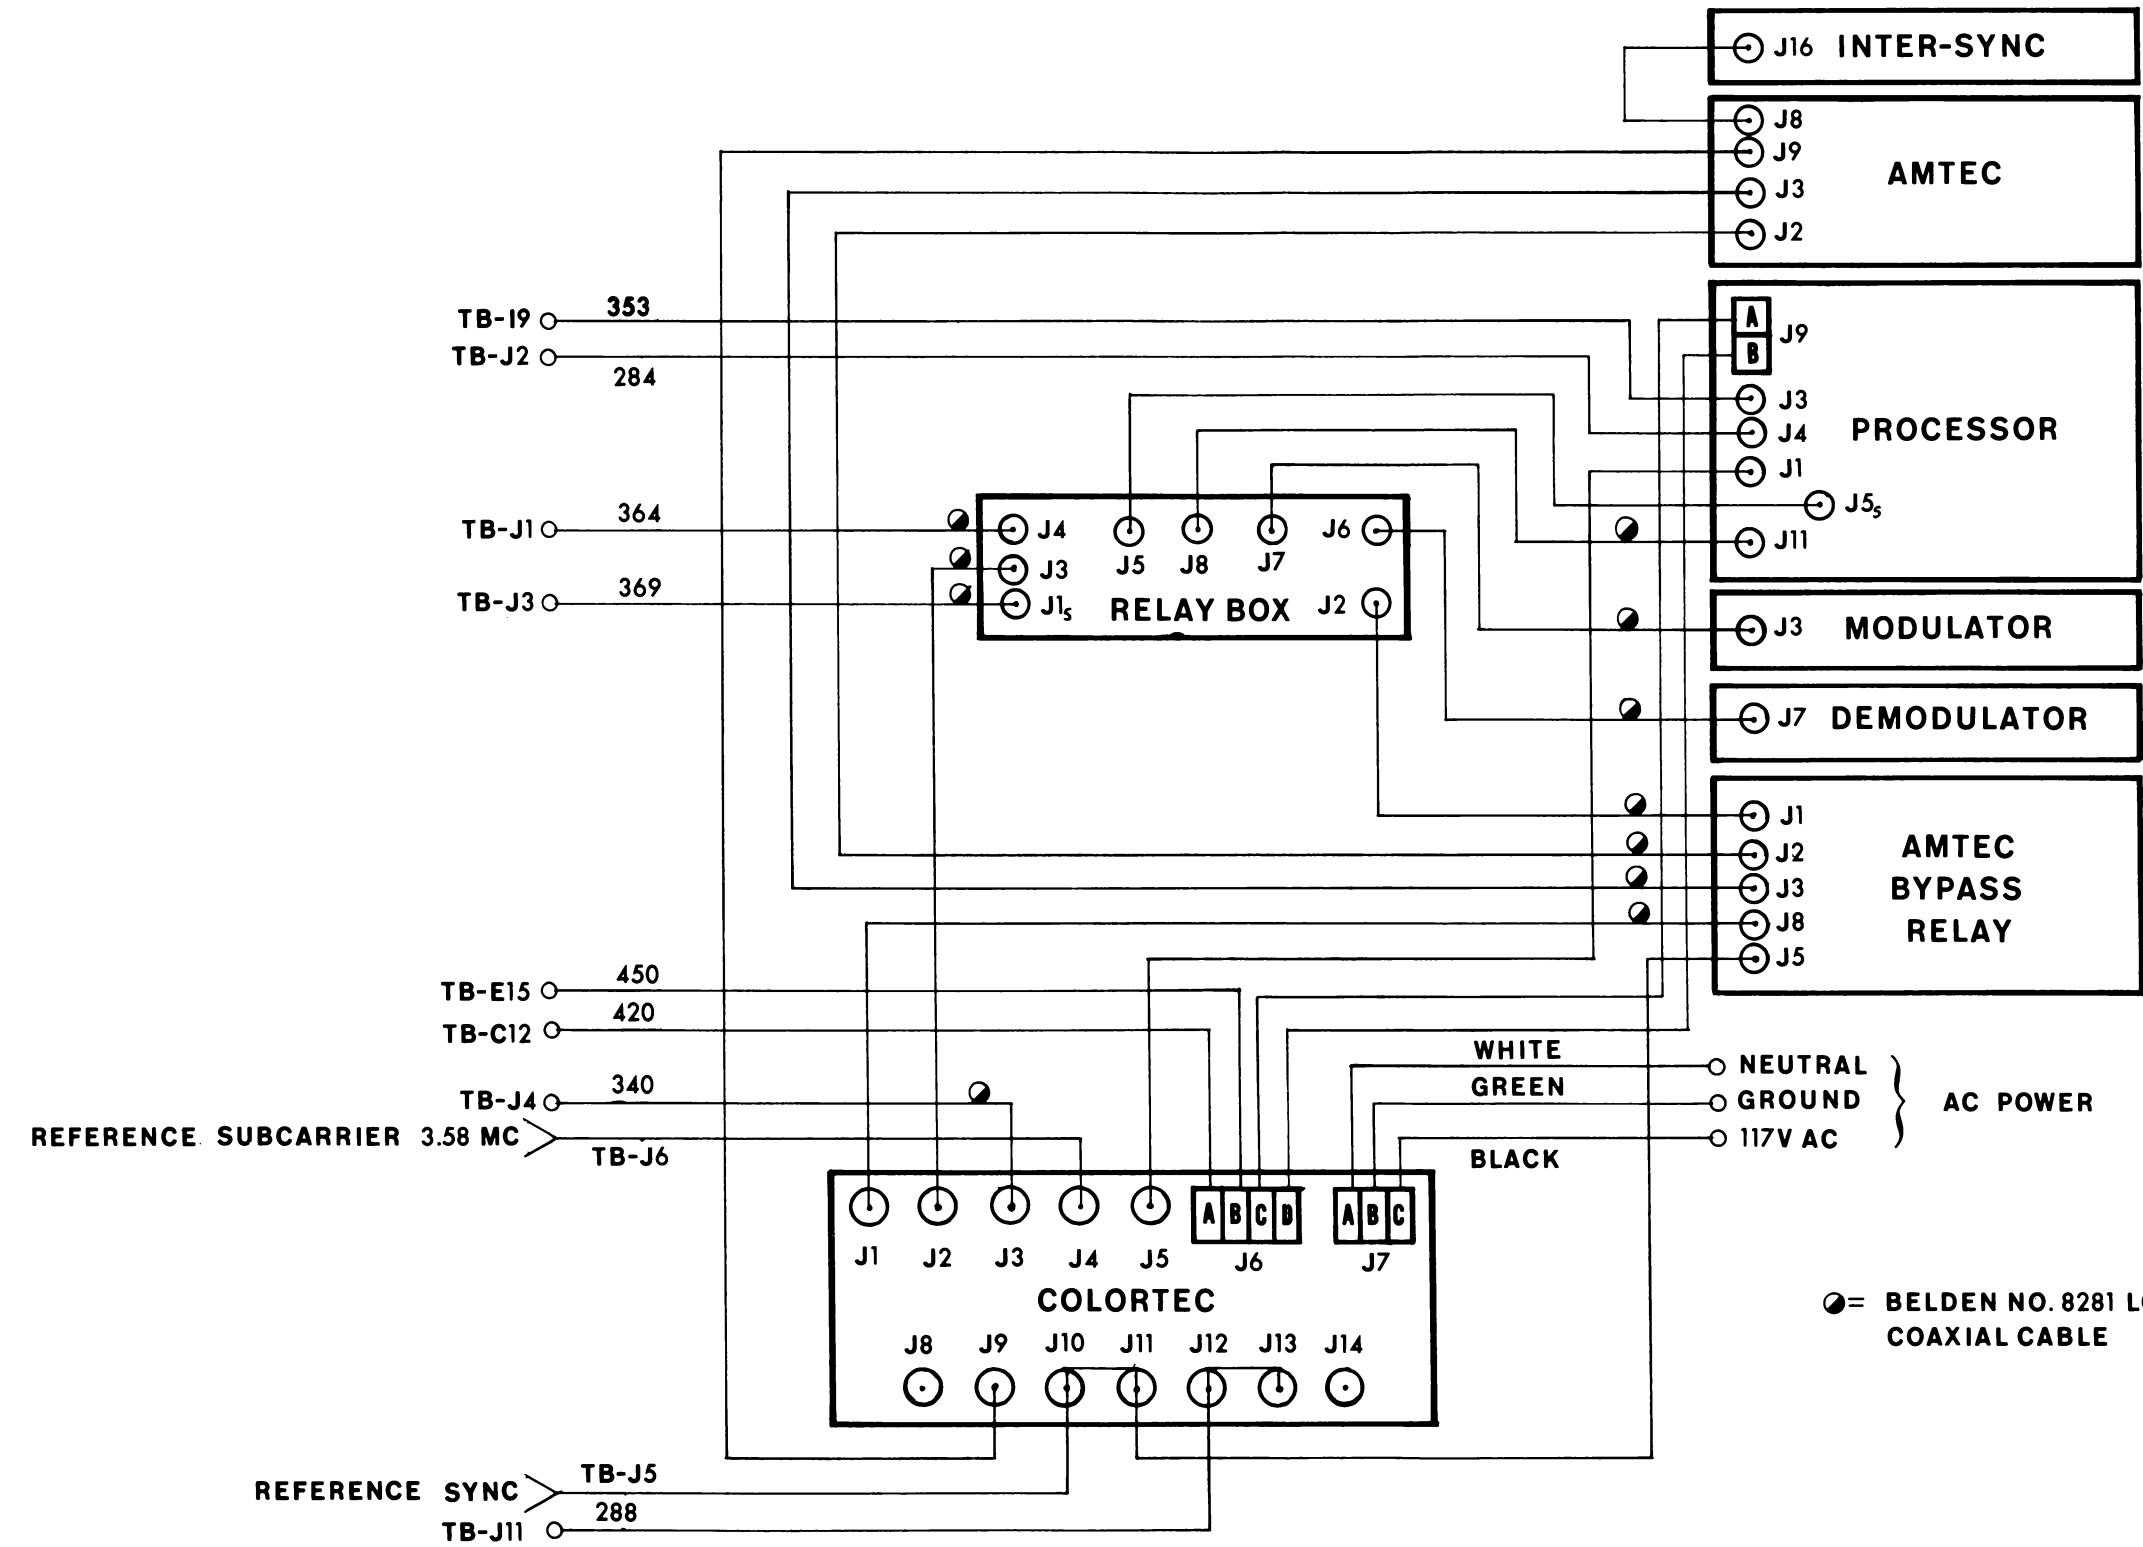 J16 INTER-SYNC
J8
J9
J3
J2
AMTEC
TB-I9 353
TB-J2 284
A
B
J9
J3
J4
J1
J5s
J11
PROCESSOR
TB-J1 364
TB-J3 369
J4
J3
J1s
J5
J8
J7
J6
J2
RELAY BOX
J3 MODULATOR
J7 DEMODULATOR
J1
J2
J3
J8
J5
AMTEC
BYPASS
RELAY
TB-E15 450
TB-C12 420
TB-J4 340
REFERENCE SUBCARRIER 3.58 MC
TB-J6
WHITE
GREEN
BLACK
NEUTRAL
GROUND
117V AC
AC POWER
A B C D
A B C
J1 J2 J3 J4 J5 J6 J7
COLORTEC
J8 J9 J10 J11 J12 J13 J14
= BELDEN NO. 8281
COAXIAL CABLE
REFERENCE SYNC TB-J5
TB-J11 288